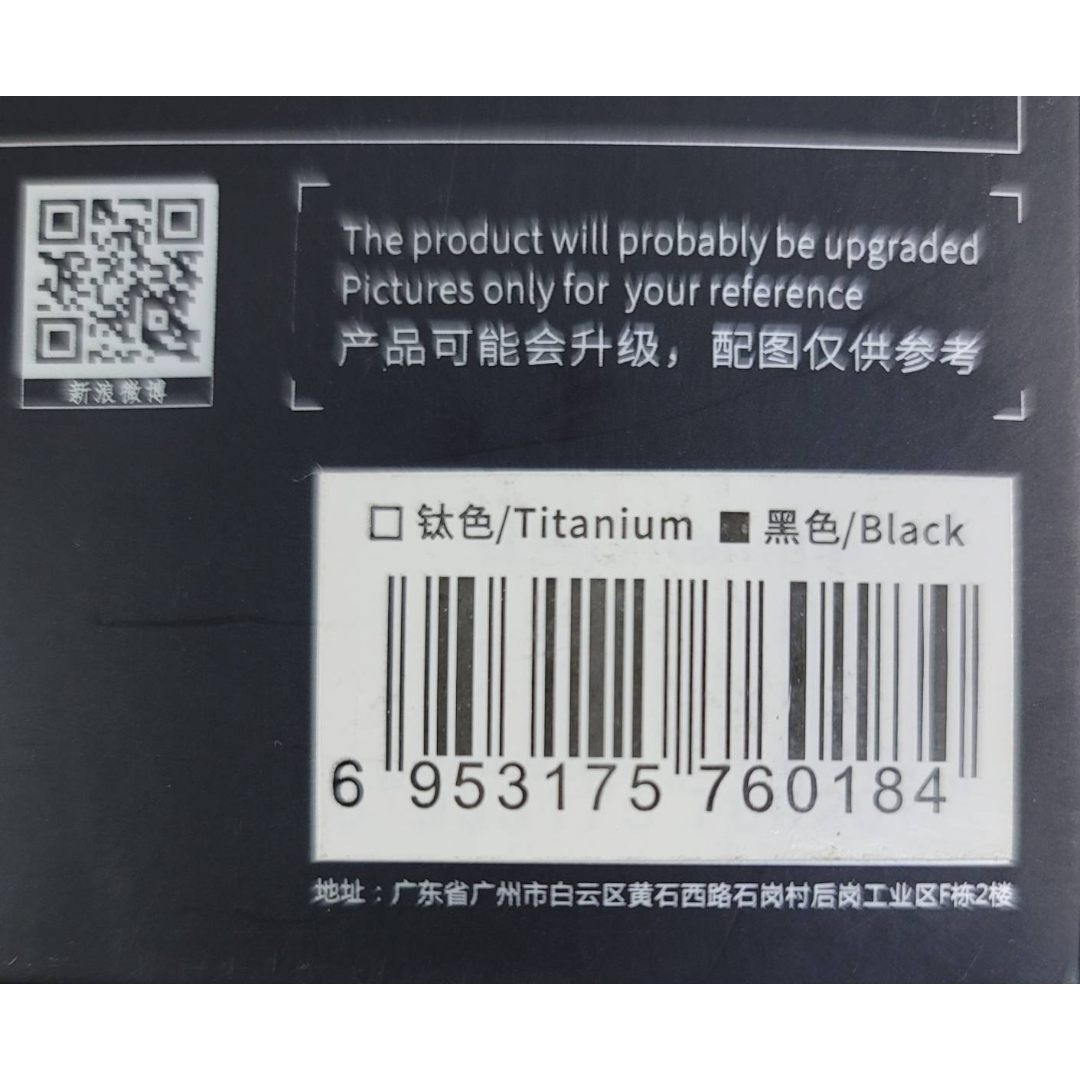 The product will probably be upgraded
Pictures only for your reference
产品可能会升级，配图仅供参考
新浪微博
□ 钛色/Titanium ■ 黑色/Black
6 953175 760184
地址：广东省广州市白云区黄石西路石岗村后岗工业区F栋2楼